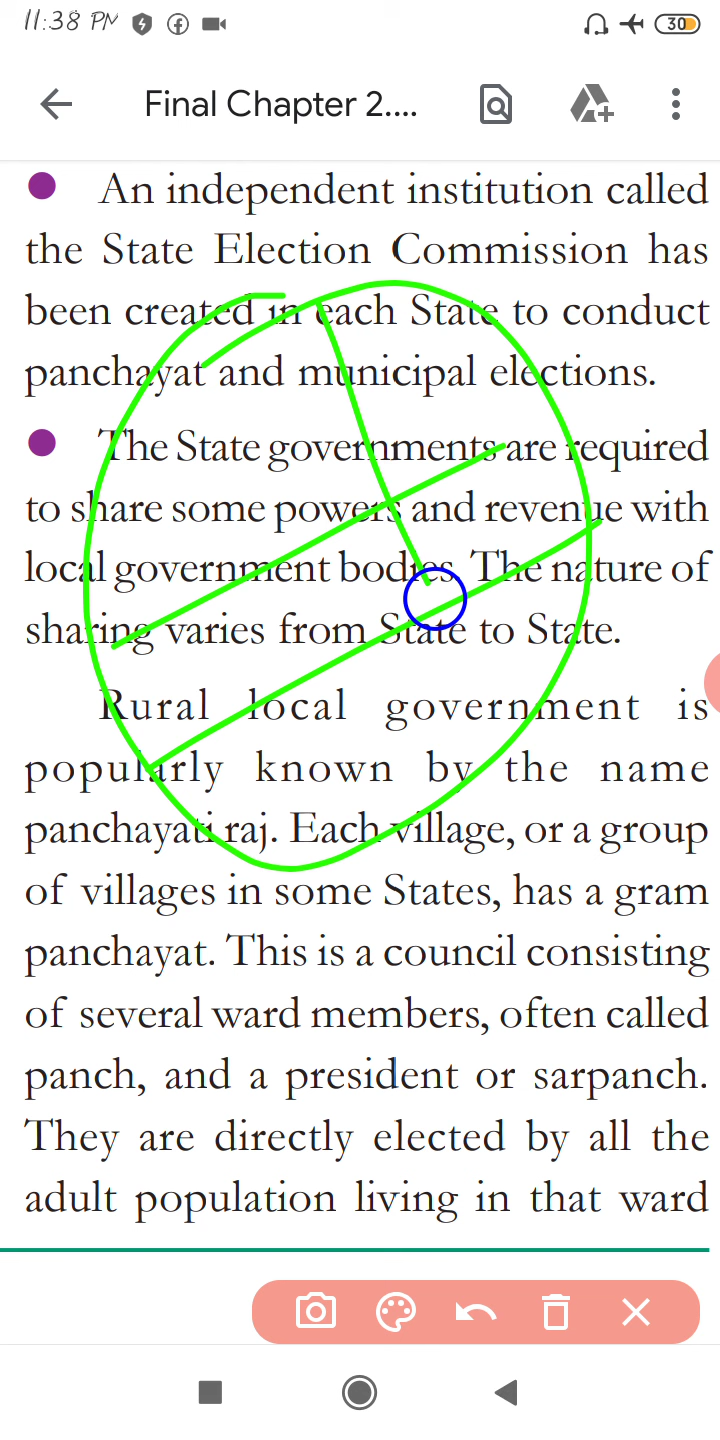 11:38 PM
30
Final Chapter 2....
An independent institution called
the State Election Commission has
been created in each State to conduct
panchayat and municipal elections.
The State governments are required
to share some powers and revenue with
local government bodies. The nature of
sharing varies from State to State.
Rural local government is
popularly known by the name
panchayati raj. Each village, or a group
of villages in some States, has a gram
panchayat. This is a council consisting
of several ward members, often called
panch, and a president or sarpanch.
They are directly elected by all the
adult population living in that ward